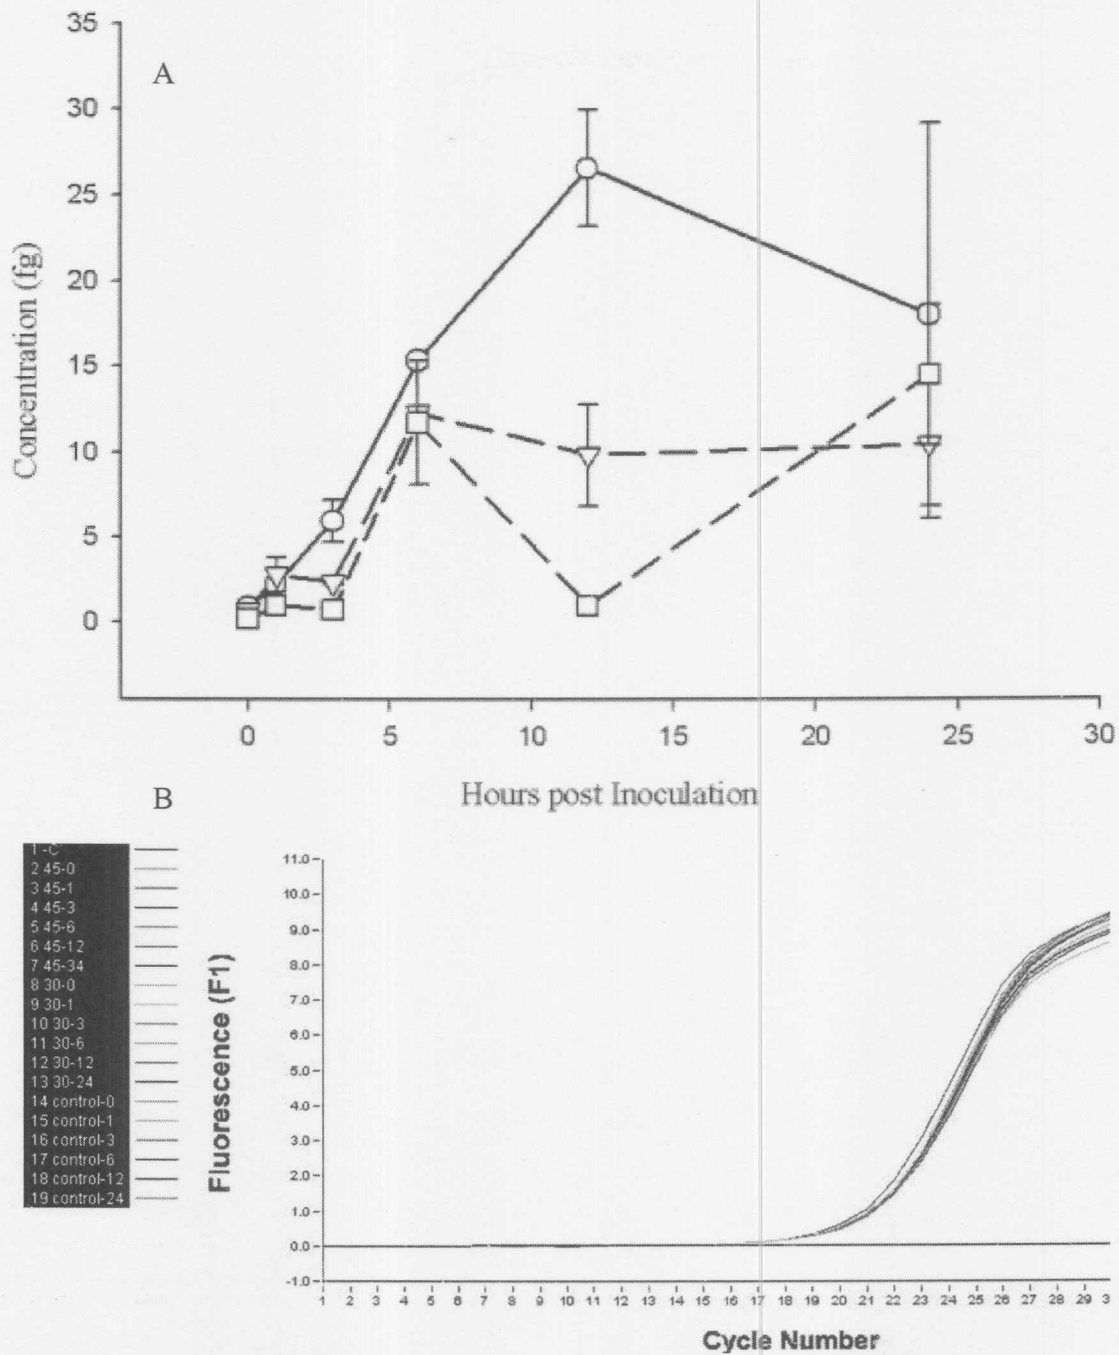 35
A
30
25
20
15
10
5
0
Concentration (fg)
0 5 10 15 20 25 30
Hours post Inoculation
B
1 -C
2 45-0
3 45-1
4 45-3
5 45-6
6 45-12
7 45-34
8 30-0
9 30-1
10 30-3
11 30-6
12 30-12
13 30-24
14 control-0
15 control-1
16 control-3
17 control-6
18 control-12
19 control-24
Fluorescence (F1)
11.0
10.0
9.0
8.0
7.0
6.0
5.0
4.0
3.0
2.0
1.0
0.0
-1.0
1 2 3 4 5 6 7 8 9 10 11 12 13 14 15 16 17 18 19 20 21 22 23 24 25 26 27 28 29 3
Cycle Number